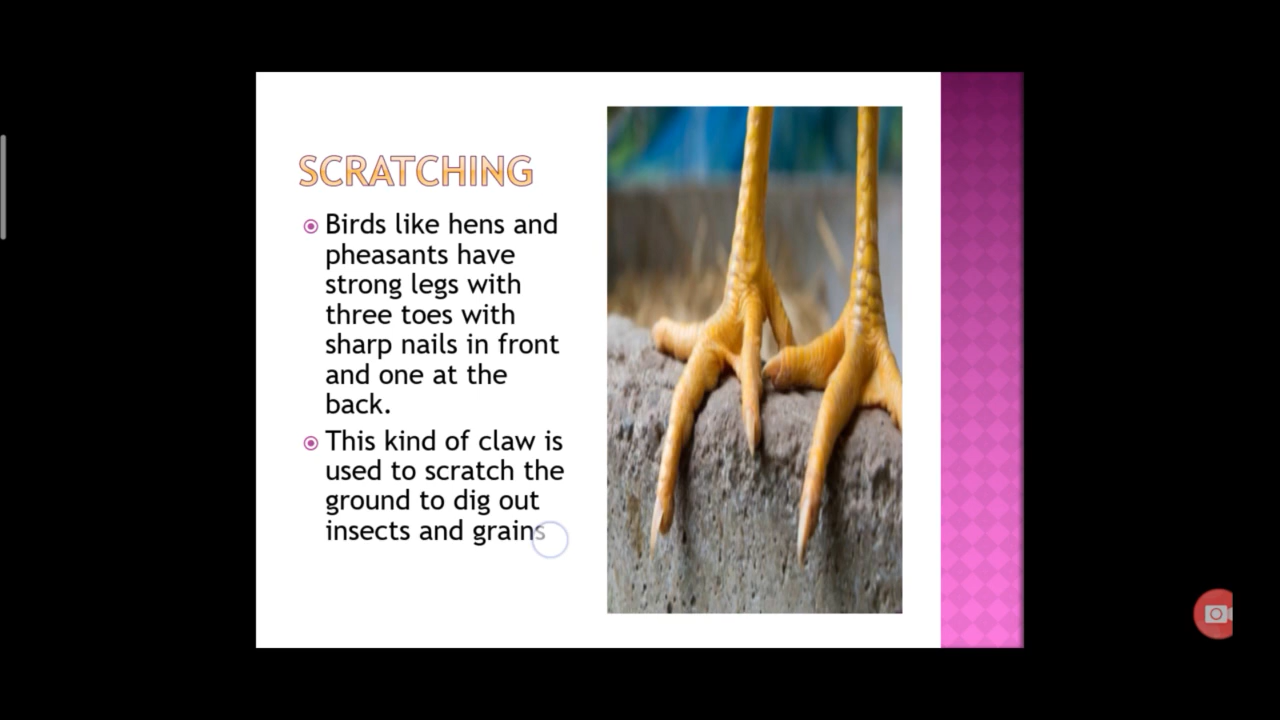 SCRATCHING
Birds like hens and
pheasants have
strong legs with
three toes with
sharp nails in front
and one at the
back.
This kind of claw is
used to scratch the
ground to dig out
insects and grains